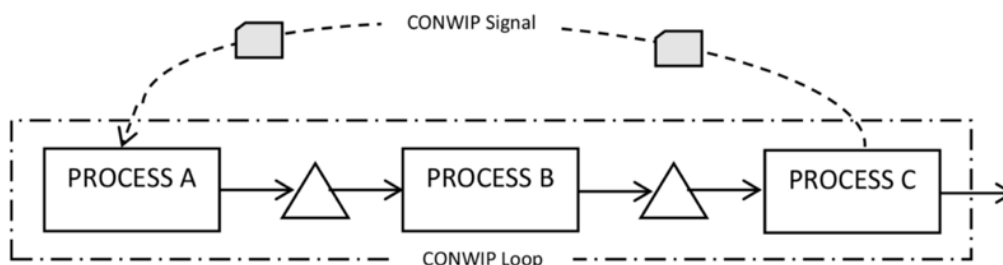 CONWIP Signal
PROCESS A
PROCESS B
PROCESS C
CONWIP Loop